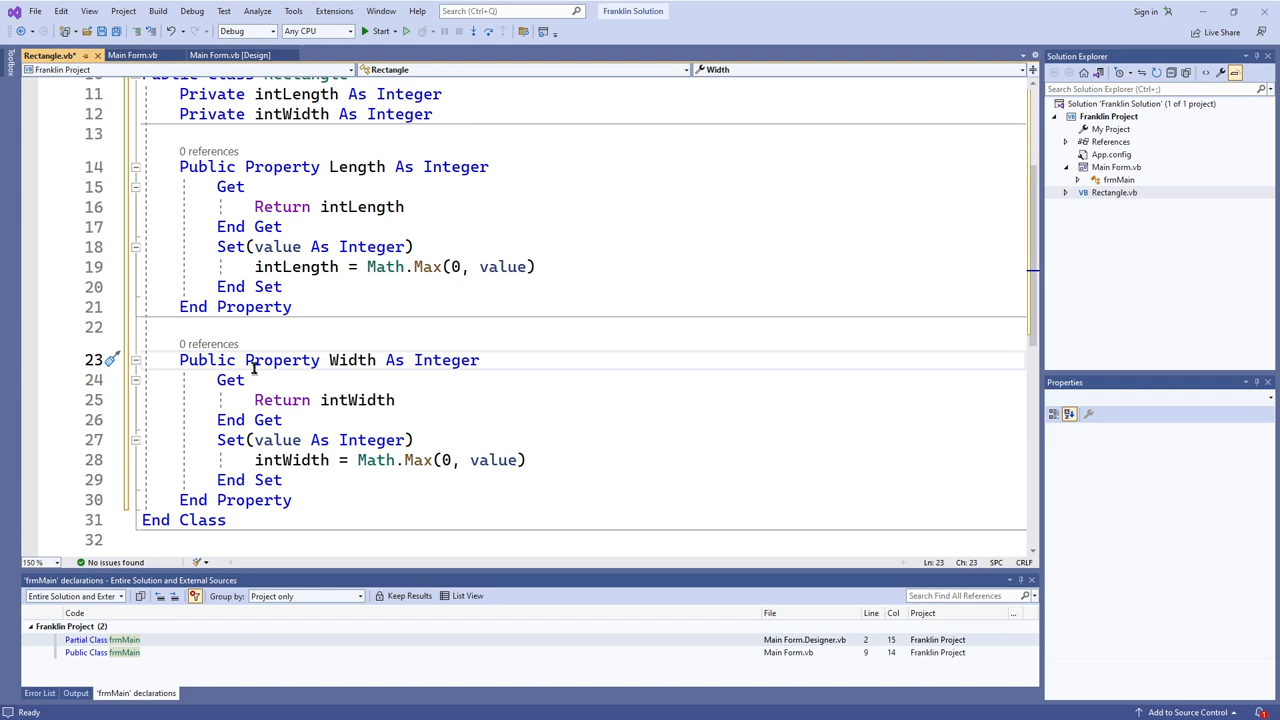 File Edit View Project Build Debug Test Analyze Tools Extensions Window Help Search (Ctrl+;) Franklin Solution Sign in
Debug Any CPU Start Live Share
Toolbox
Rectangle.vb* Main Form.vb Main Form.vb [Design]
Franklin Project Rectangle Width
10 Public Class Rectangle
11 Private intLength As Integer
12 Private intWidth As Integer
13
0 references
14 Public Property Length As Integer
15 Get
16 Return intLength
17 End Get
18 Set(value As Integer)
19 intLength = Math.Max(0, value)
20 End Set
21 End Property
22
0 references
23 Public Property Width As Integer
24 Get
25 Return intWidth
26 End Get
27 Set(value As Integer)
28 intWidth = Math.Max(0, value)
29 End Set
30 End Property
31 End Class
32
150 % No issues found Ln: 23 Ch: 23 SPC CRLF
'frmMain' declarations - Entire Solution and External Sources
Entire Solution and Exter Group by: Project only Keep Results List View Search Find All References
Code File Line Col Project ...
Franklin Project (2)
Partial Class frmMain Main Form.Designer.vb 2 15 Franklin Project
Public Class frmMain Main Form.vb 9 14 Franklin Project
Error List Output 'frmMain' declarations
Ready Add to Source Control 1
Solution Explorer
Search Solution Explorer (Ctrl+;)
Solution 'Franklin Solution' (1 of 1 project)
Franklin Project
My Project
References
App.config
Main Form.vb
frmMain
VB Rectangle.vb
Properties